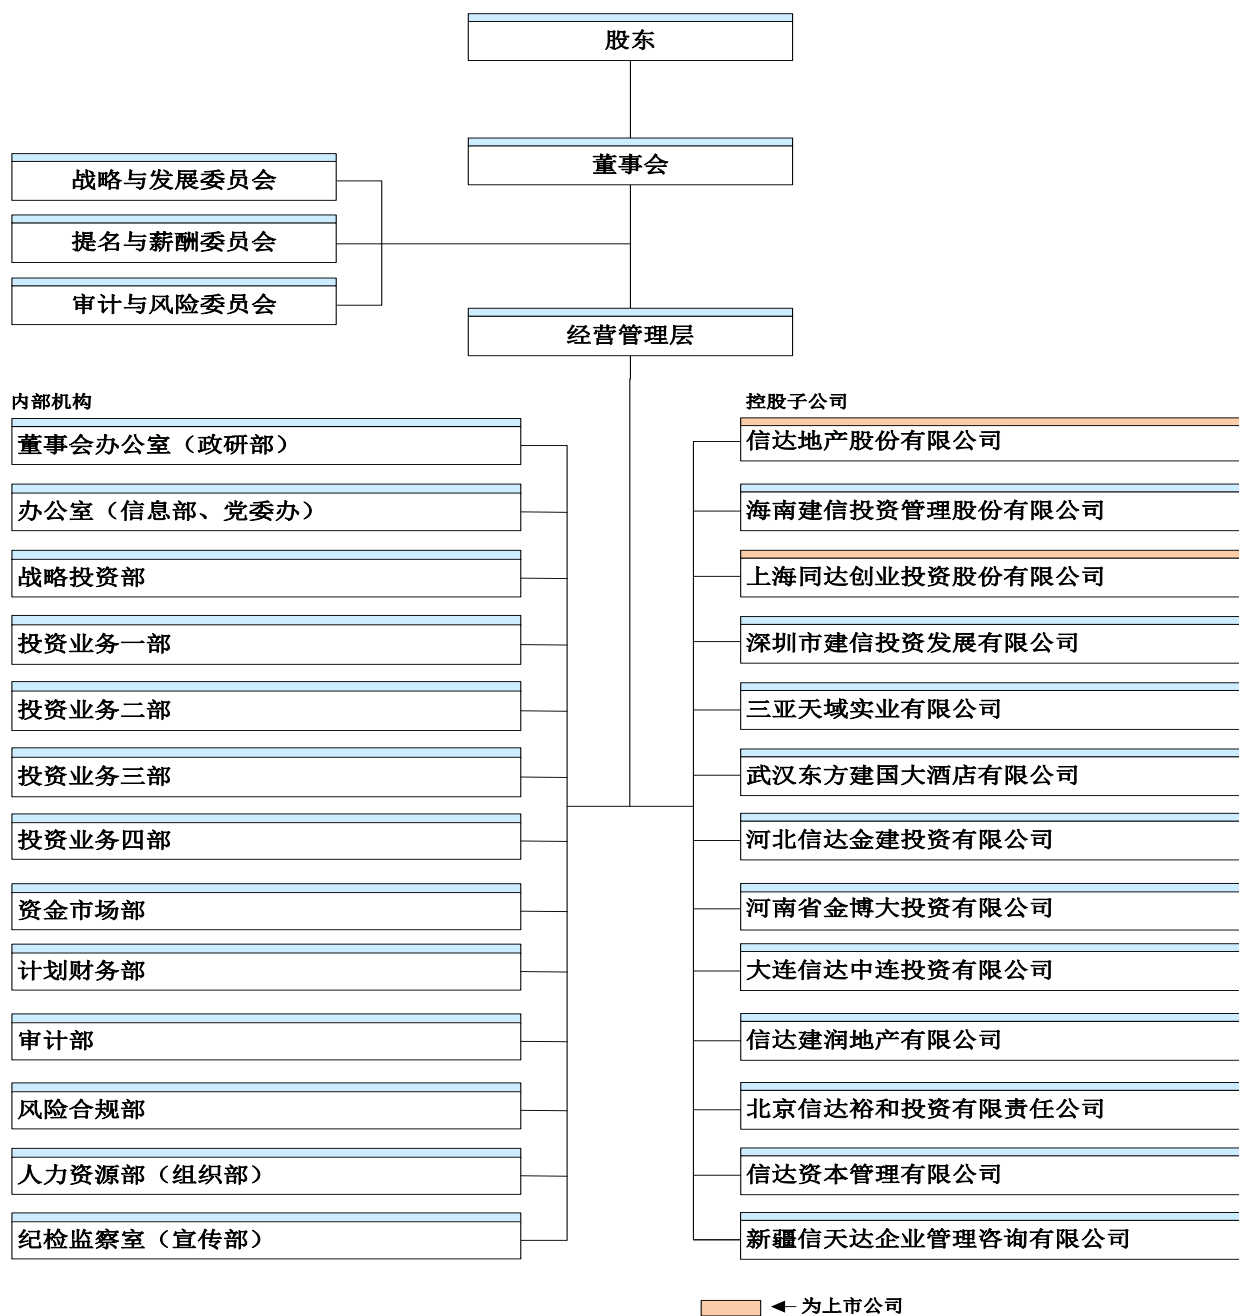 股东
董事会
战略与发展委员会
提名与薪酬委员会
审计与风险委员会
经营管理层
内部机构
董事会办公室（政研部）
办公室（信息部、党委办）
战略投资部
投资业务一部
投资业务二部
投资业务三部
投资业务四部
资金市场部
计划财务部
审计部
风险合规部
人力资源部（组织部）
纪检监察室（宣传部）
控股子公司
信达地产股份有限公司
海南建信投资管理股份有限公司
上海同达创业投资股份有限公司
深圳市建信投资发展有限公司
三亚天域实业有限公司
武汉东方建国大酒店有限公司
河北信达金建投资有限公司
河南省金博大投资有限公司
大连信达中连投资有限公司
信达建润地产有限公司
北京信达裕和投资有限责任公司
信达资本管理有限公司
新疆信天达企业管理咨询有限公司
为上市公司